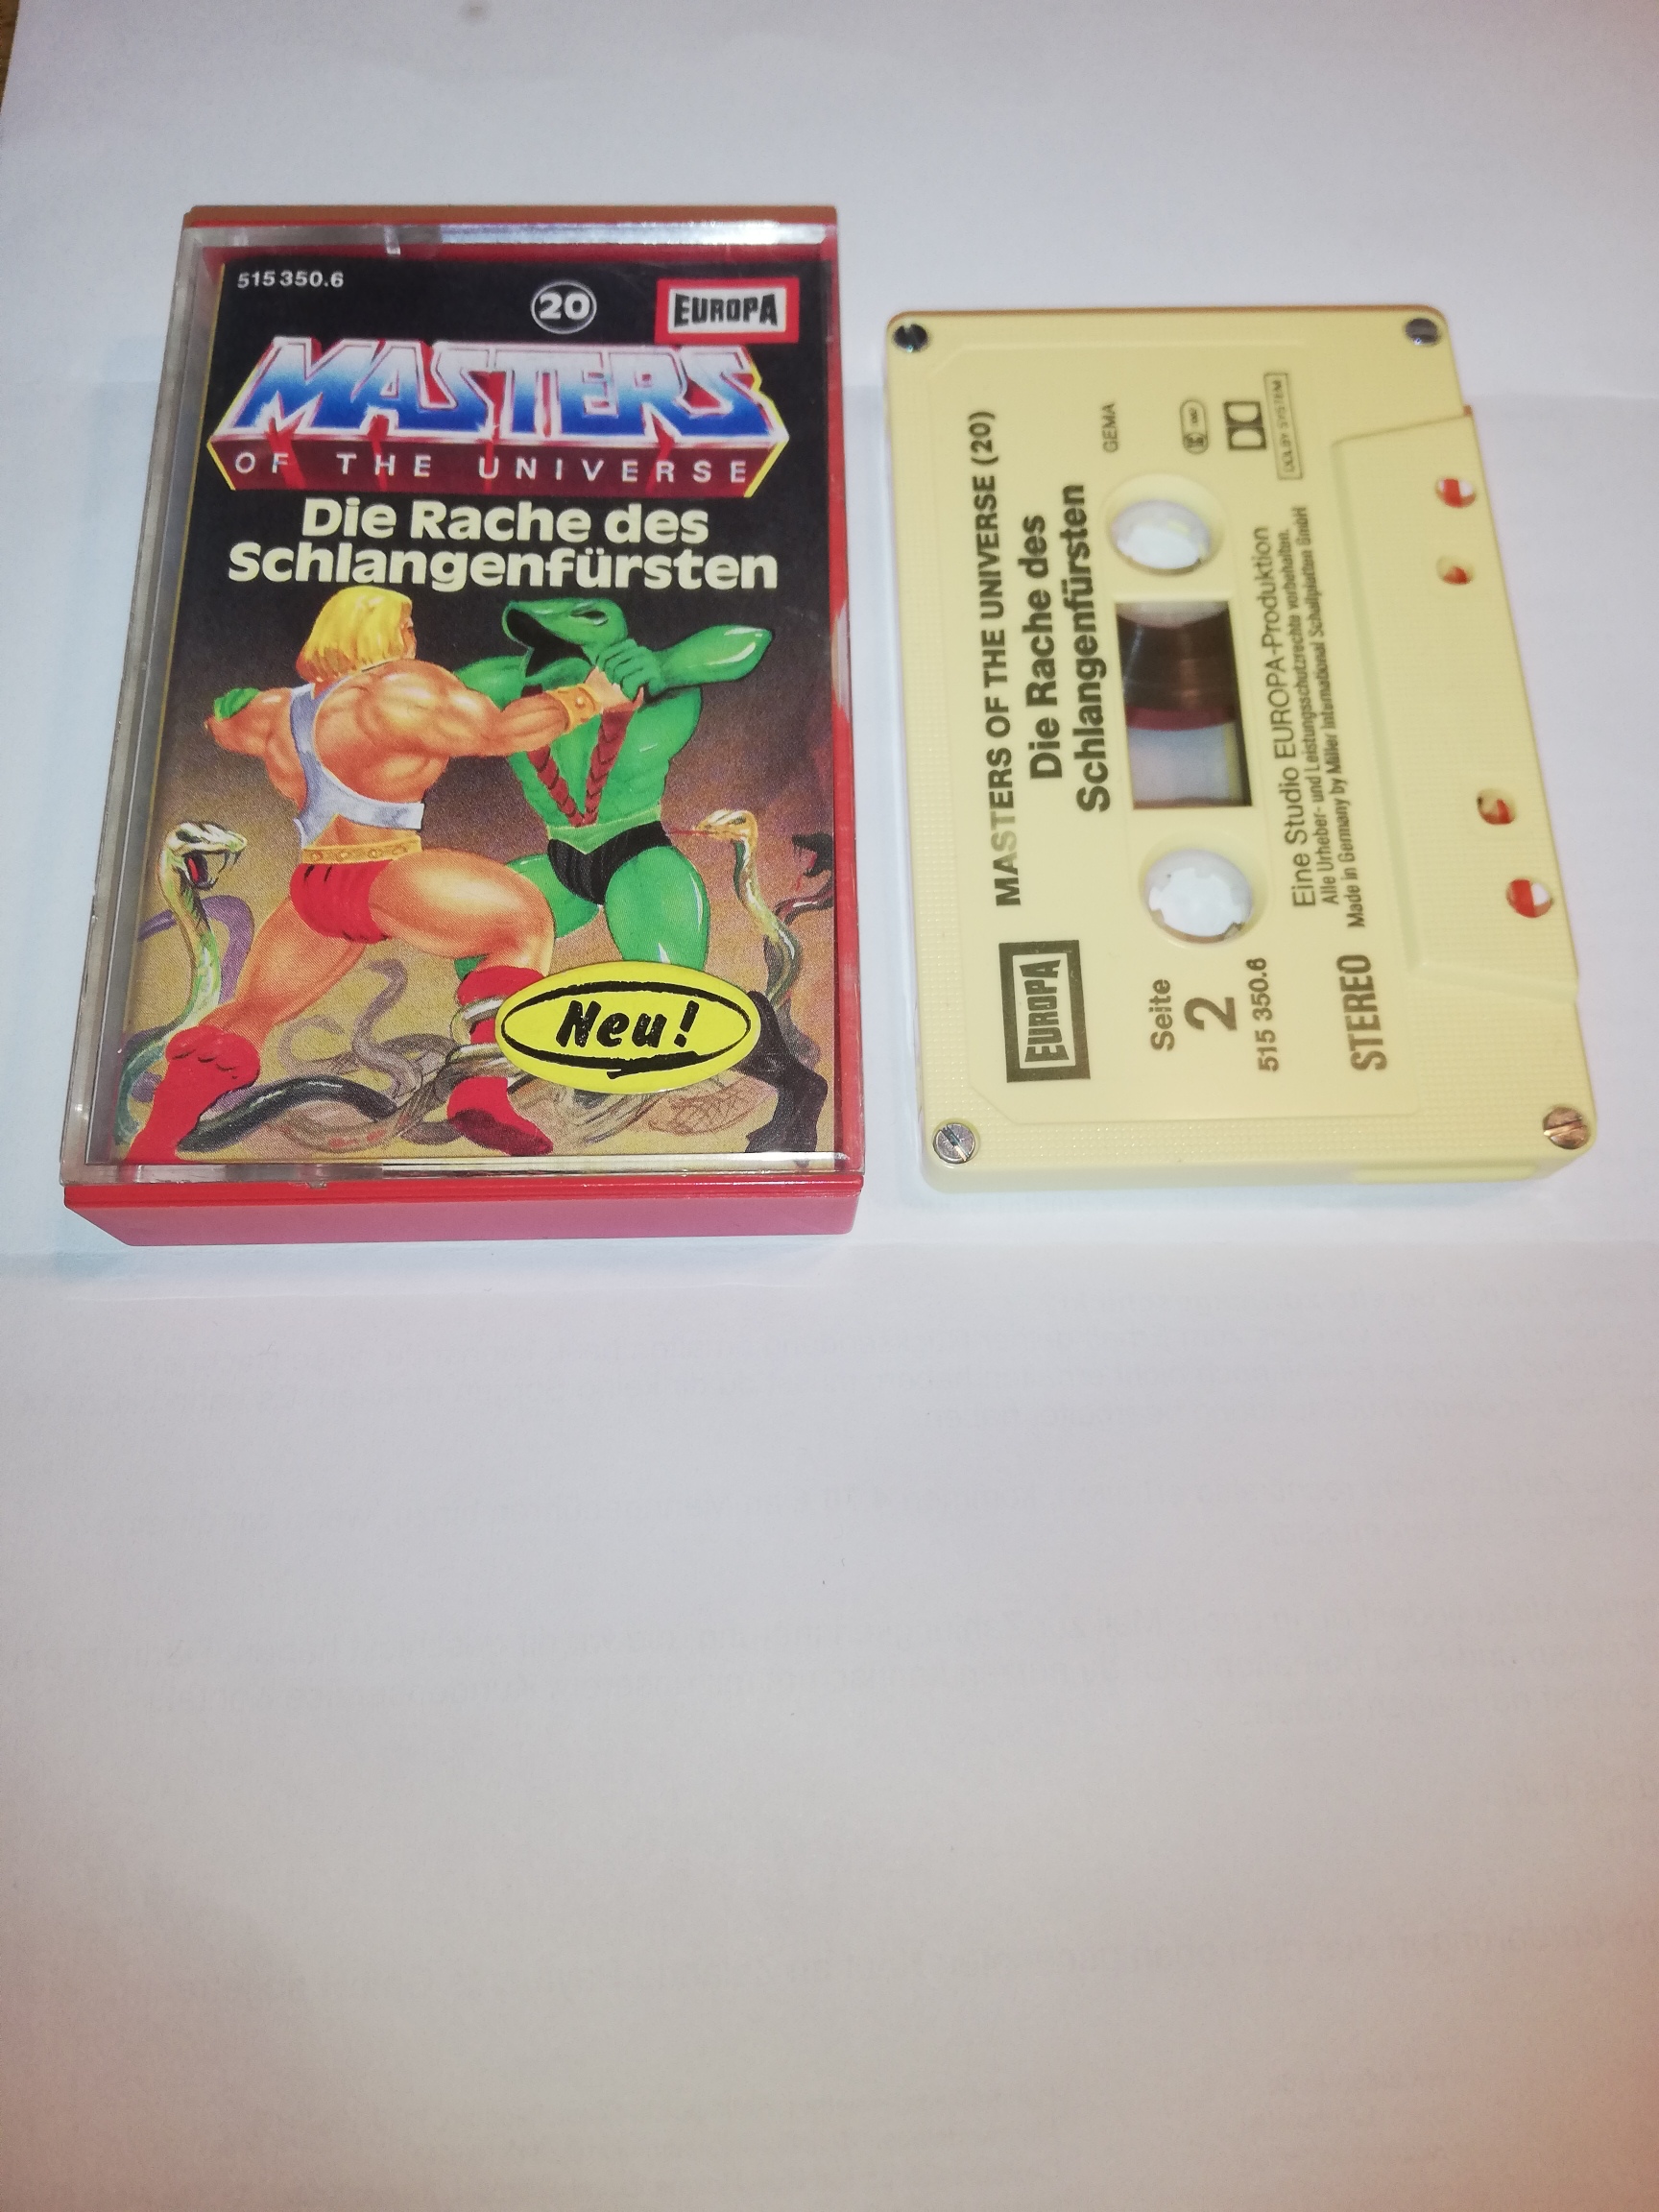 515 350.6
20
EUROPA
MASTERS
OF THE UNIVERSE
Die Rache des
Schlangenfürsten
Neu!
MASTERS OF THE UNIVERSE (20)
Die Rache des
Schlangenfürsten
GEMA
DOLBY SYSTEM
EUROPA
Seite
2
515 350.6
STEREO
Eine Studio EUROPA-Produktion
Alle Urheber- und Leistungsschutzrechte vorbehalten.
Made in Germany by Miller International Schallplatten GmbH